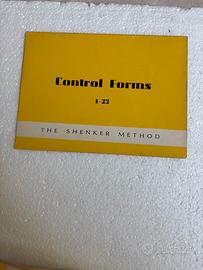 Control Forms
1-25
THE SHENKER METHOD